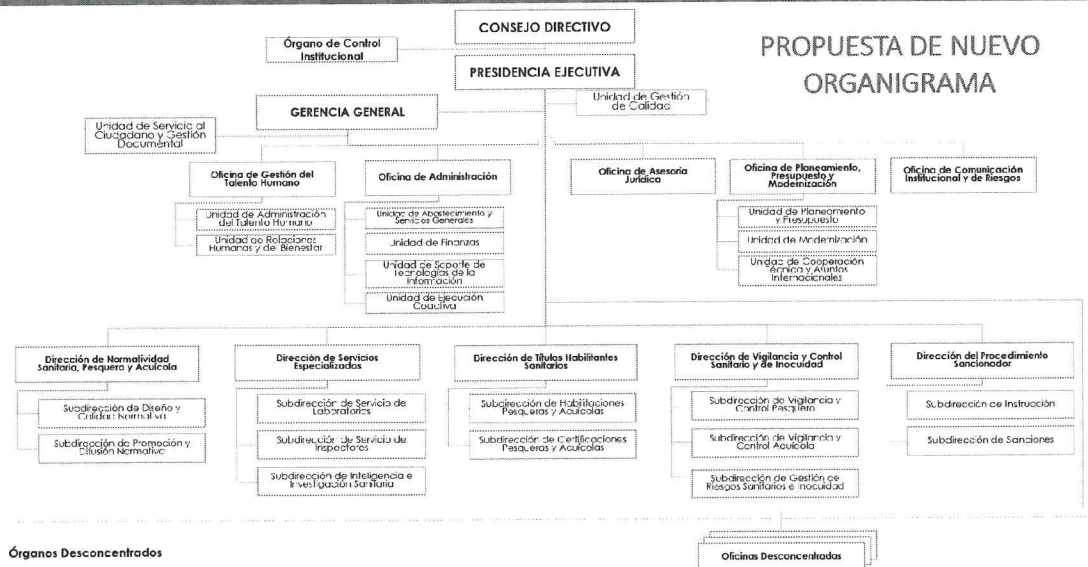 CONSEJO DIRECTIVO
Órgano de Control
Institucional
PROPUESTA DE NUEVO
ORGANIGRAMA
PRESIDENCIA EJECUTIVA
Unidad de Gestión
de Calidad
GERENCIA GENERAL
Unidad de Servicio al
Ciudadano y Gestión
Documental
Oficina de Gestión del
Talento Humano
Unidad de Administración
del Talento Humano
Unidad de Relaciones
Humanas y del Bienestar
Oficina de Administración
Unidad de Abastecimiento y
Servicios Generales
Unidad de Finanzas
Unidad de Soporte de
Tecnologías de la
Información
Unidad de Ejecución
Coactiva
Oficina de Asesoría
Jurídica
Oficina de Planeamiento,
Presupuesto y
Modernización
Unidad de Planeamiento
y Presupuesto
Unidad de Modernización
Unidad de Cooperación
Técnica y Asuntos
Internacionales
Oficina de Comunicación
Institucional y de Riesgos
Dirección de Normatividad
Sanitaria, Pesquera y Acuícola
Subdirección de Diseño y
Calidad Normativa
Subdirección de Promoción y
Difusión Normativa
Dirección de Servicios
Especializados
Subdirección de Servicio de
Laboratorios
Subdirección de Servicio de
Inspectores
Subdirección de Inteligencia e
Investigación Sanitaria
Dirección de Títulos Habilitantes
Sanitarios
Subdirección de Habilitaciones
Pesqueras y Acuícolas
Subdirección de Certificaciones
Pesqueras y Acuícolas
Dirección de Vigilancia y Control
Sanitario y de Inocuidad
Subdirección de Vigilancia y
Control Pesquero
Subdirección de Vigilancia y
Control Acuícola
Subdirección de Gestión de
Riesgos Sanitarios e Inocuidad
Dirección del Procedimiento
Sancionador
Subdirección de Instrucción
Subdirección de Sanciones
Órganos Desconcentrados
Oficinas Desconcentradas